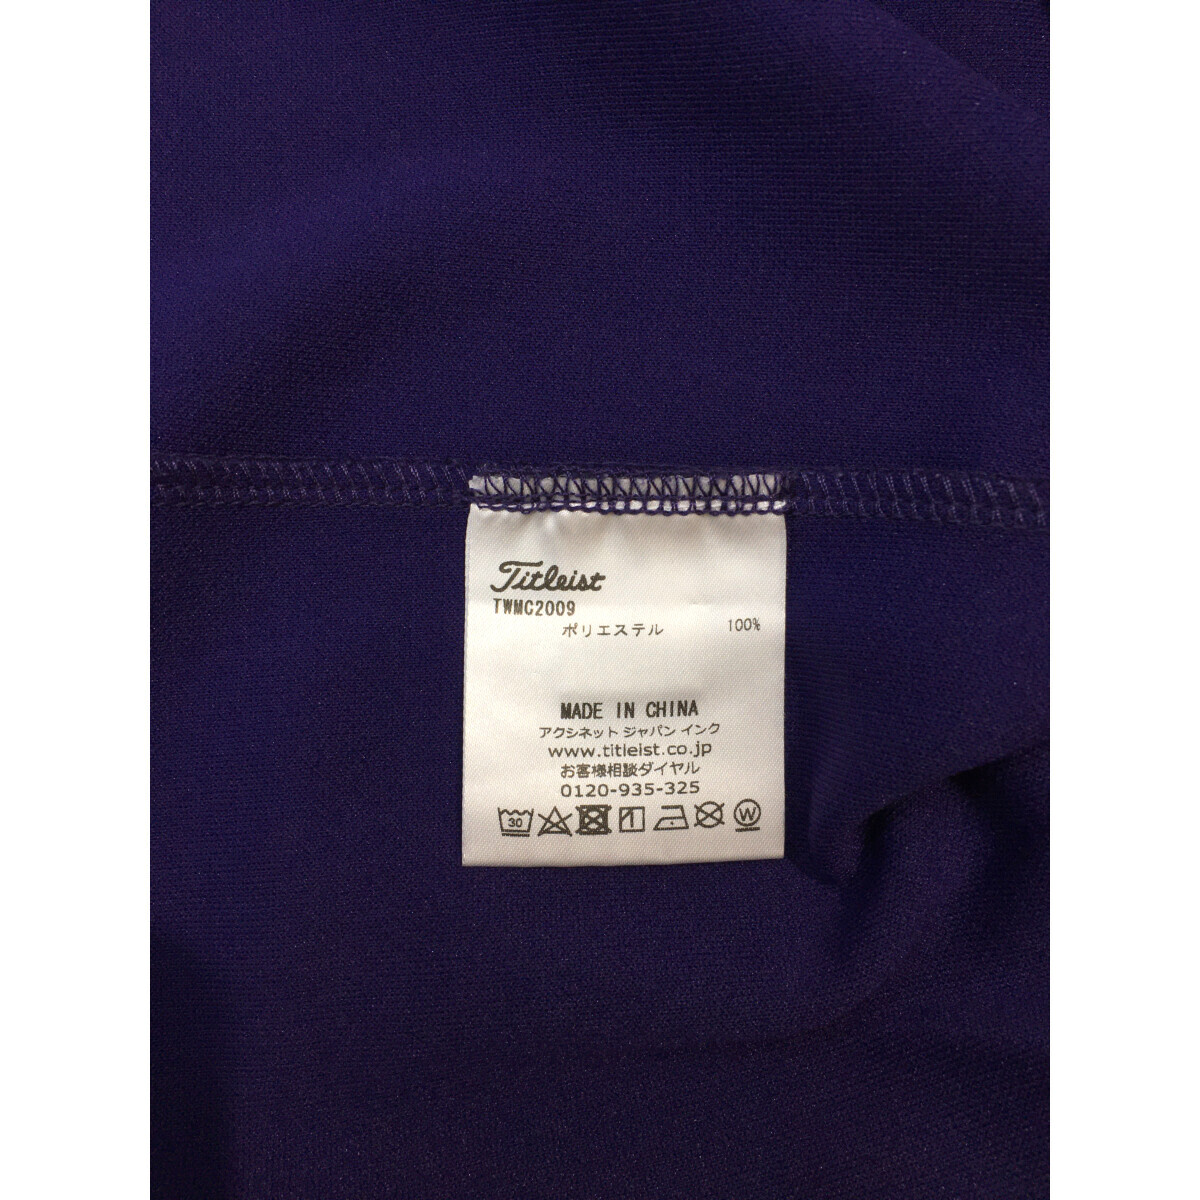 Titleist
TWMC2009
ポリエステル 100%
MADE IN CHINA
アクシネット ジャパン インク
www.titleist.co.jp
お客様相談ダイヤル
0120-935-325
30 W